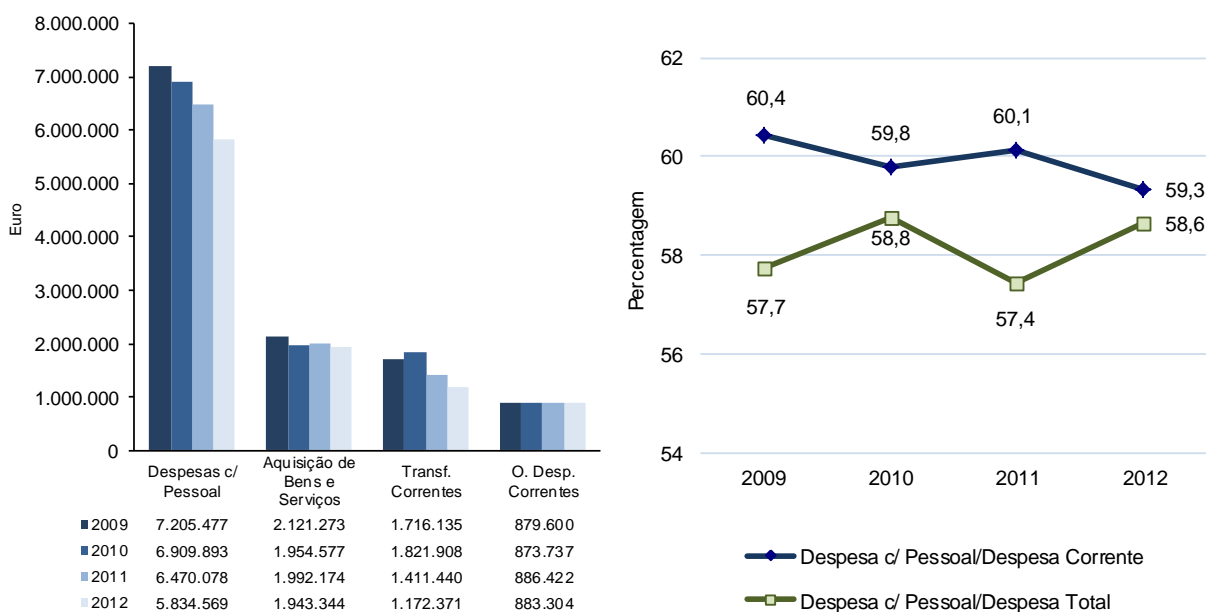 8.000.000
7.000.000
6.000.000
5.000.000
4.000.000
3.000.000
2.000.000
1.000.000
0
Euro
Despesas c/ Pessoal
Aquisição de Bens e Serviços
Transf. Correntes
O. Desp. Correntes
2009 7.205.477 2.121.273 1.716.135 879.600
2010 6.909.893 1.954.577 1.821.908 873.737
2011 6.470.078 1.992.174 1.411.440 886.422
2012 5.834.569 1.943.344 1.172.371 883.304
62
60
58
56
54
Percentagem
60,4
59,8
60,1
59,3
57,7
58,8
57,4
58,6
2009 2010 2011 2012
Despesa c/ Pessoal/Despesa Corrente
Despesa c/ Pessoal/Despesa Total